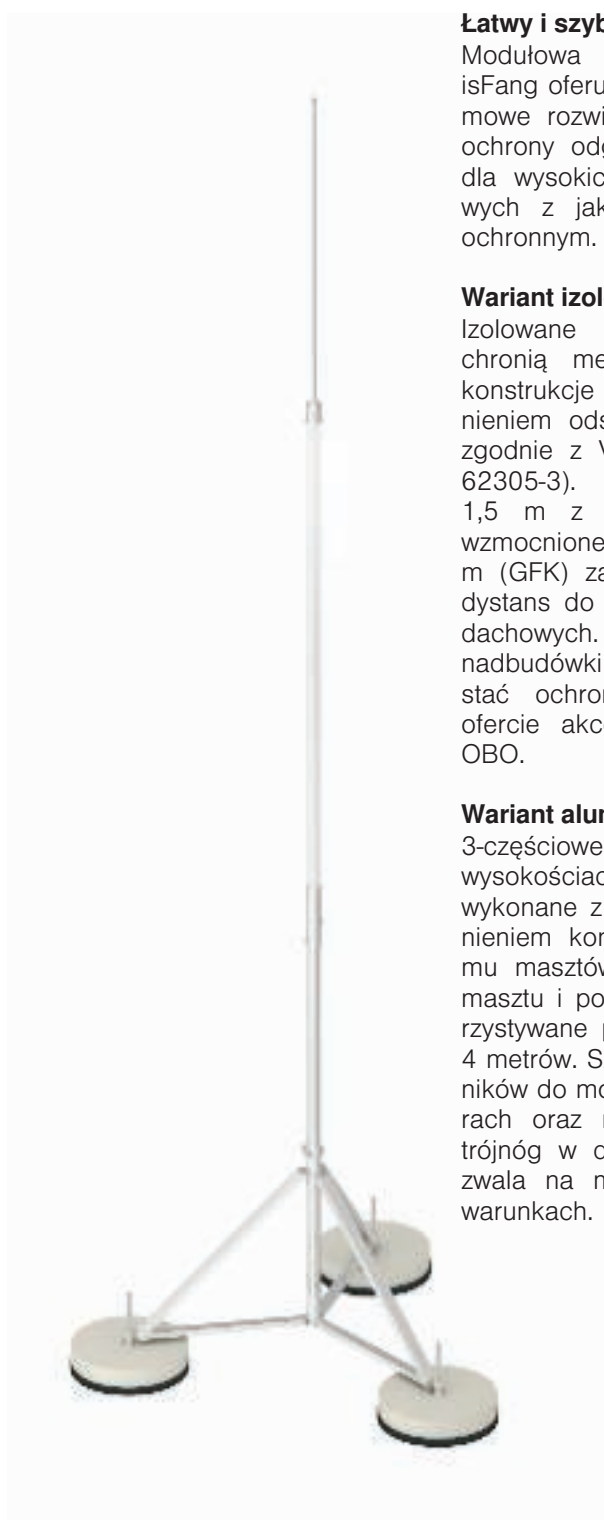 Łatwy i szyb
Modułowa
isFang oferu
mowe rozwi
ochrony odg
dla wysokic
wych z jak
ochronnym.
Wariant izol
Izolowane
chronią me
konstrukcje
nieniem ods
zgodnie z V
62305-3).
1,5 m z
wzmocnione
m (GFK) za
dystans do
dachowych.
nadbudówki
stać ochron
ofercie akce
OBO.
Wariant alum
3-częściowe
wysokościac
wykonane z
nieniem kon
mu masztów
masztu i po
rzystywane p
4 metrów. S
ników do mo
rach oraz r
trójnóg w o
zwala na m
warunkach.